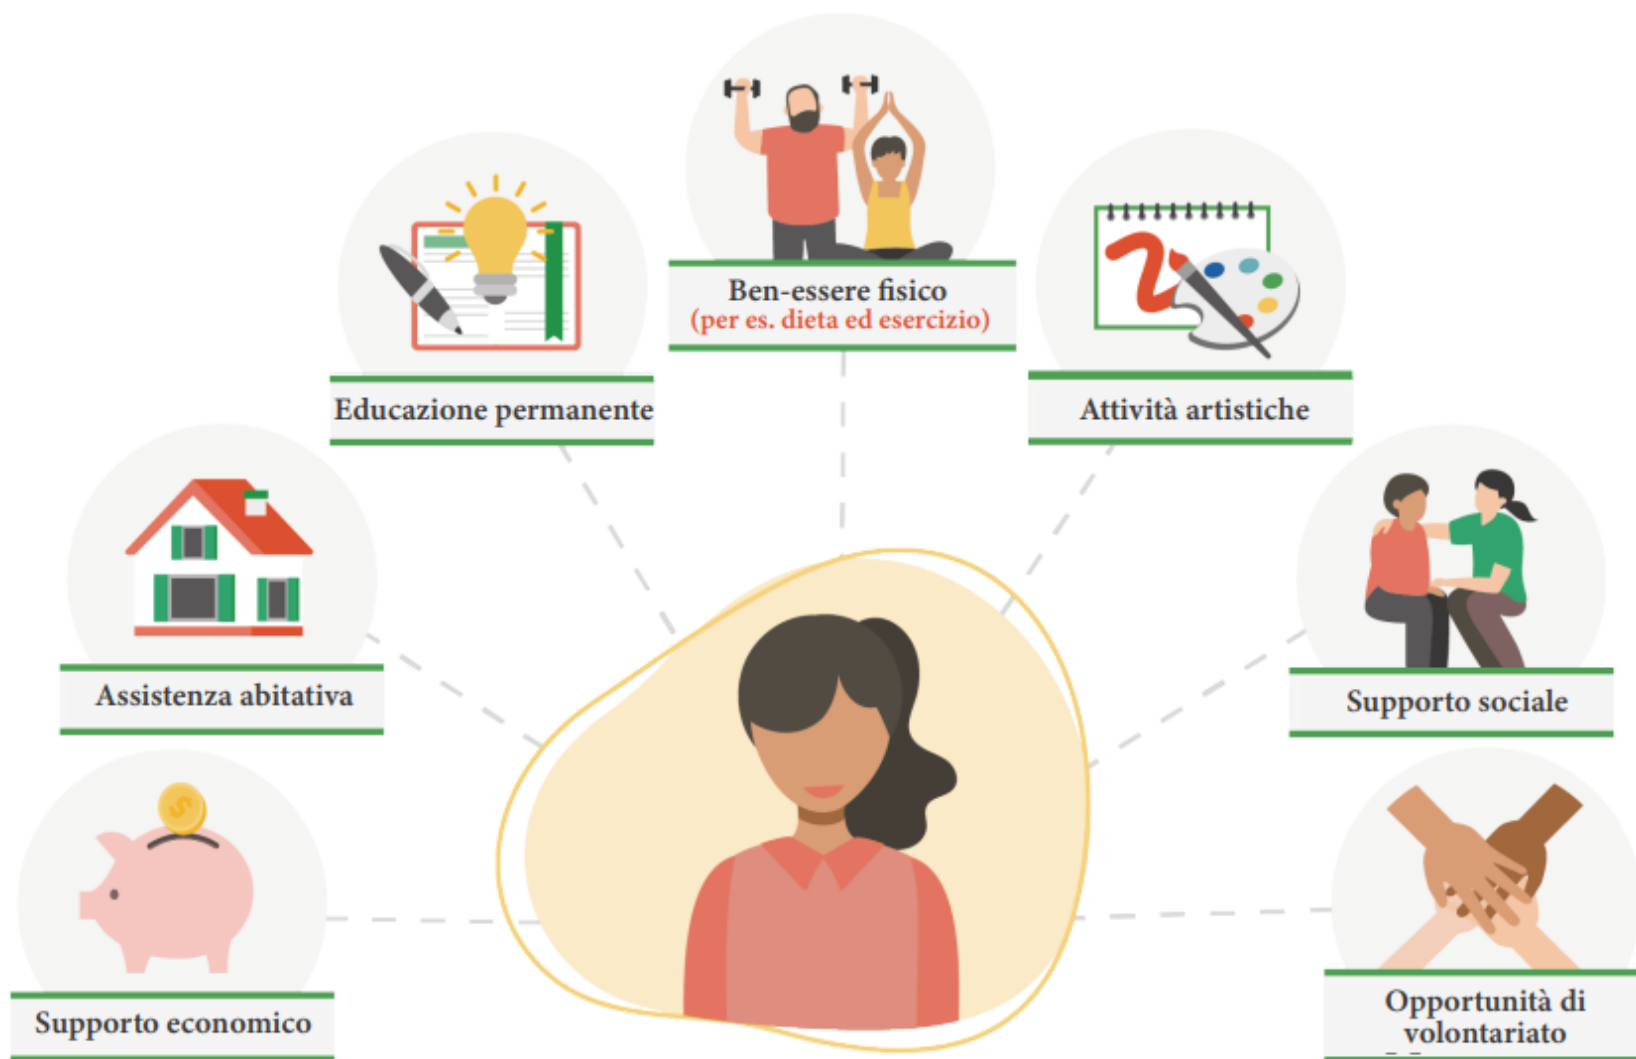 Ben-essere fisico
(per es. dieta ed esercizio)
Educazione permanente
Attività artistiche
Assistenza abitativa
Supporto sociale
Supporto economico
Opportunità di
volontariato